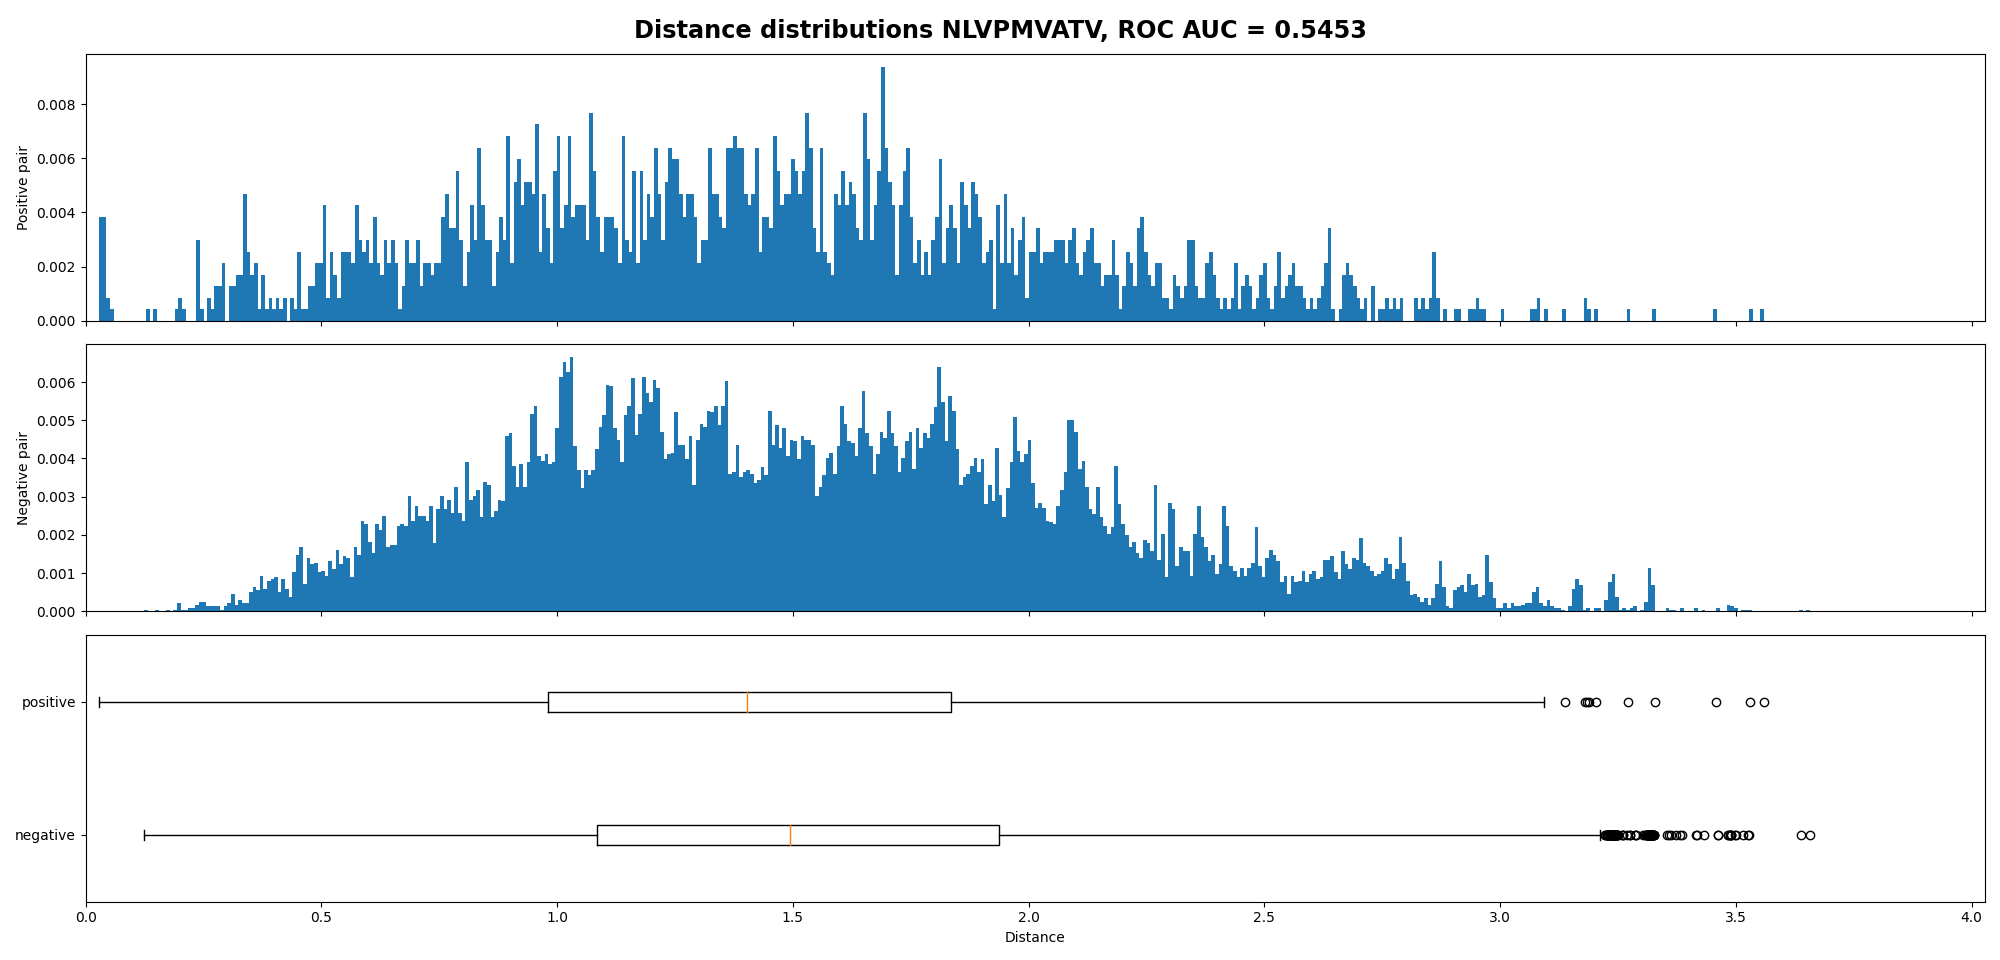 Distance distributions NLVPMVATV, ROC AUC = 0.5453
0.008
0.006
0.004
0.002
0.000
Positive pair
0.006
0.005
0.004
0.003
0.002
0.001
0.000
Negative pair
positive
negative
0.0 0.5 1.0 1.5 2.0 2.5 3.0 3.5 4.0
Distance